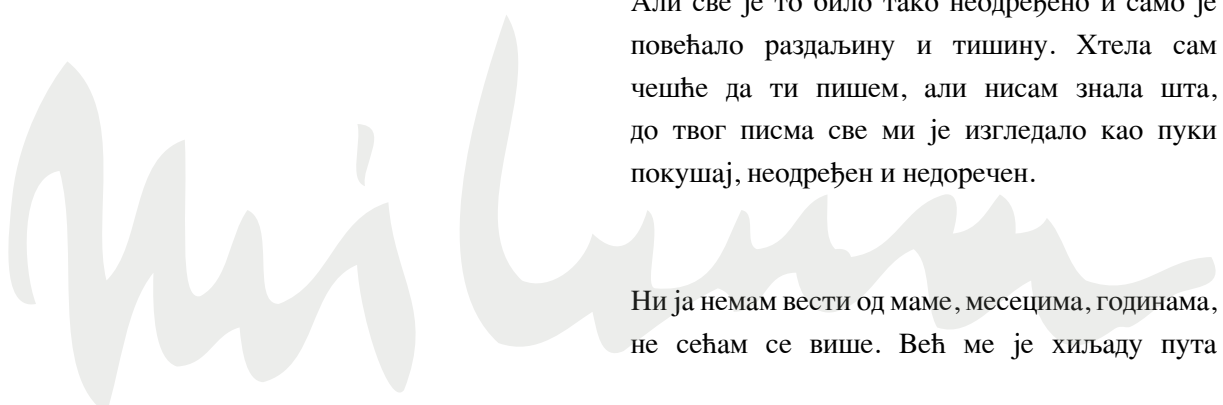 Али све је то било тако неодређено и само је
повећало раздаљину и тишину. Хтела сам
чешће да ти пишем, али нисам знала шта,
до твог писма све ми је изгледало као пуки
покушај, неодређен и недоречен.
Ни ја немам вести од маме, месецима, годинама,
не сећам се више. Већ ме је хиљаду пута